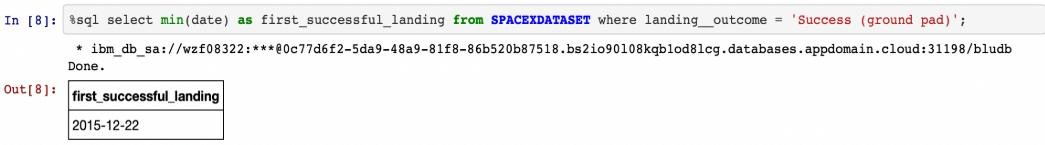 In [8]: %sql select min(date) as first_successful_landing from SPACEXDATASET where landing__outcome = 'Success (ground pad)';
* ibm_db_sa://wzf08322:***@0c77d6f2-5da9-48a9-81f8-86b520b87518.bs2io90l08kqb1od8lcg.databases.appdomain.cloud:31198/bludb
Done.
Out[8]: first_successful_landing
2015-12-22